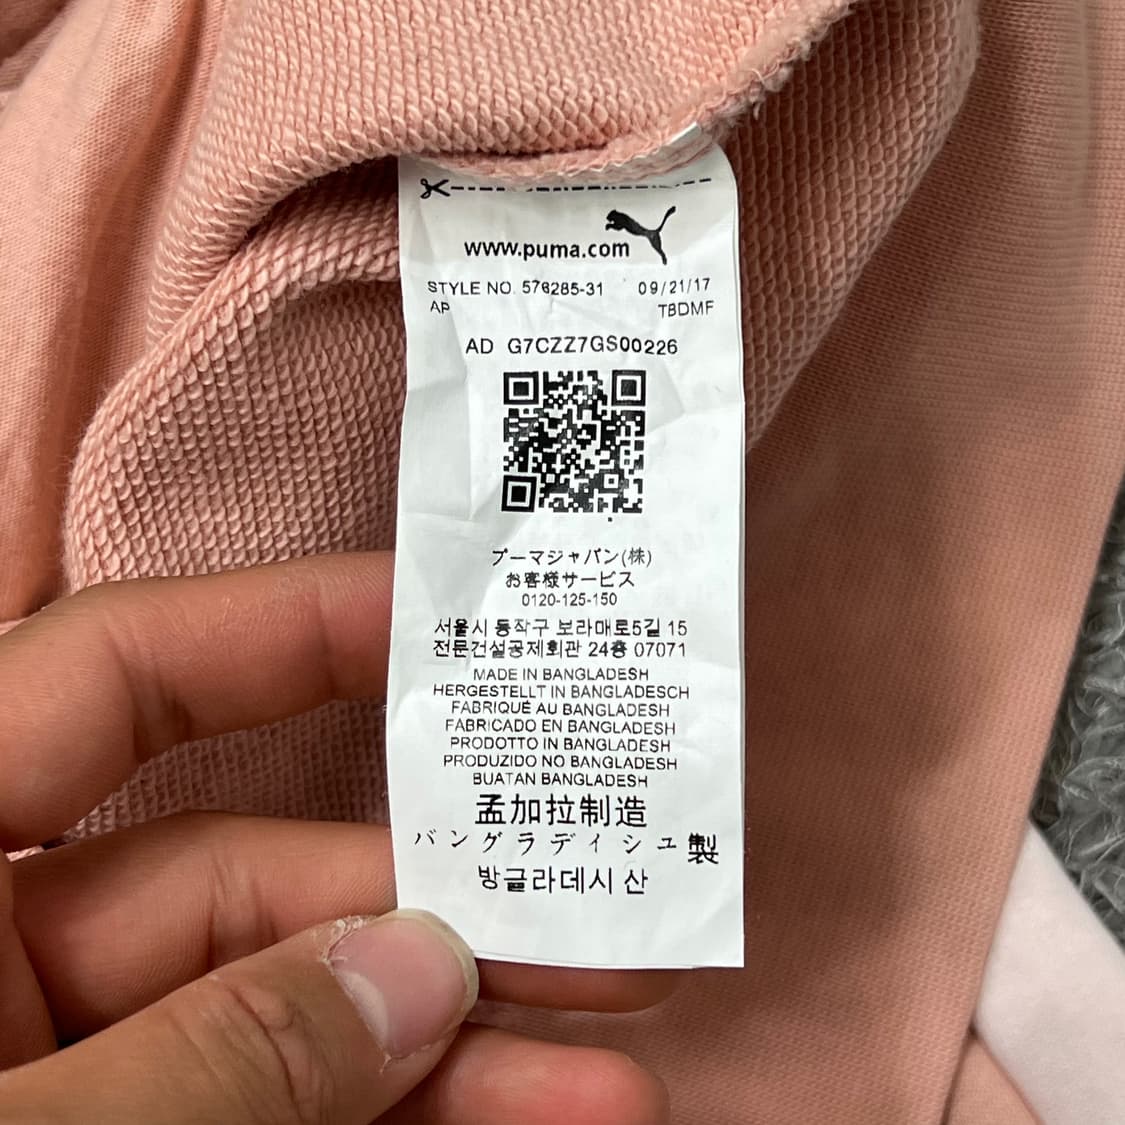 www.puma.com
STYLE NO. 576285-31 09/21/17
AP TBDMF
AD G7CZZ7GS00226
プーマジャパン(株)
お客様サービス
0120-125-150
서울시 동작구 보라매로5길 15
전문건설공제회관 24층 07071
MADE IN BANGLADESH
HERGESTELLT IN BANGLADESCH
FABRIQUÉ AU BANGLADESH
FABRICADO EN BANGLADESH
PRODOTTO IN BANGLADESH
PRODUZIDO NO BANGLADESH
BUATAN BANGLADESH
孟加拉制造
バングラディシュ製
방글라데시 산